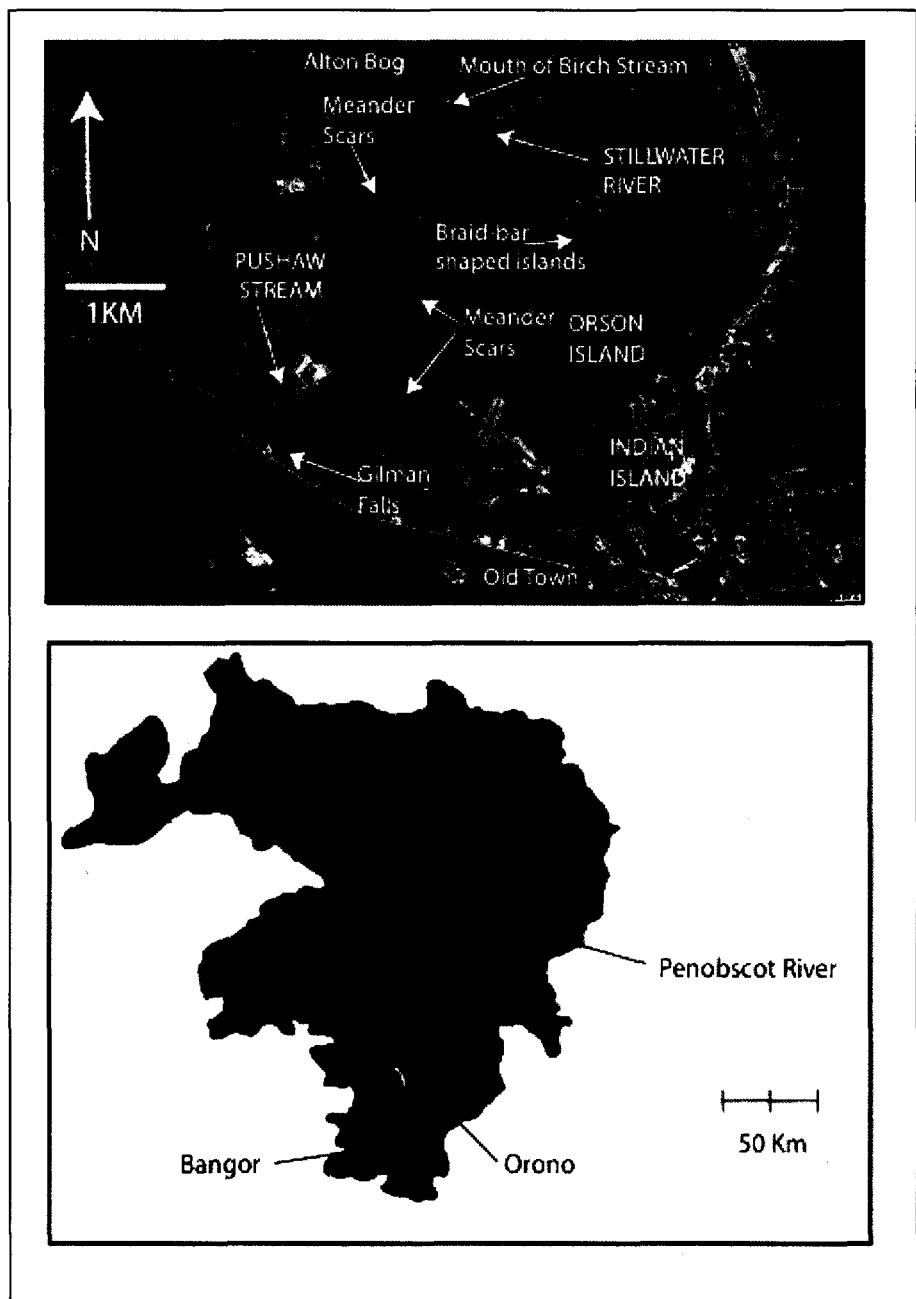 Alton Bog
Mouth of Birch Stream
Meander
Scars
STILLWATER
RIVER
N
Braid-bar
shaped islands
PUSHAW
STREAM
1KM
Meander
Scars
ORSON
ISLAND
INDIAN
ISLAND
Gilman
Falls
Old Town
Penobscot River
50 Km
Bangor
Orono